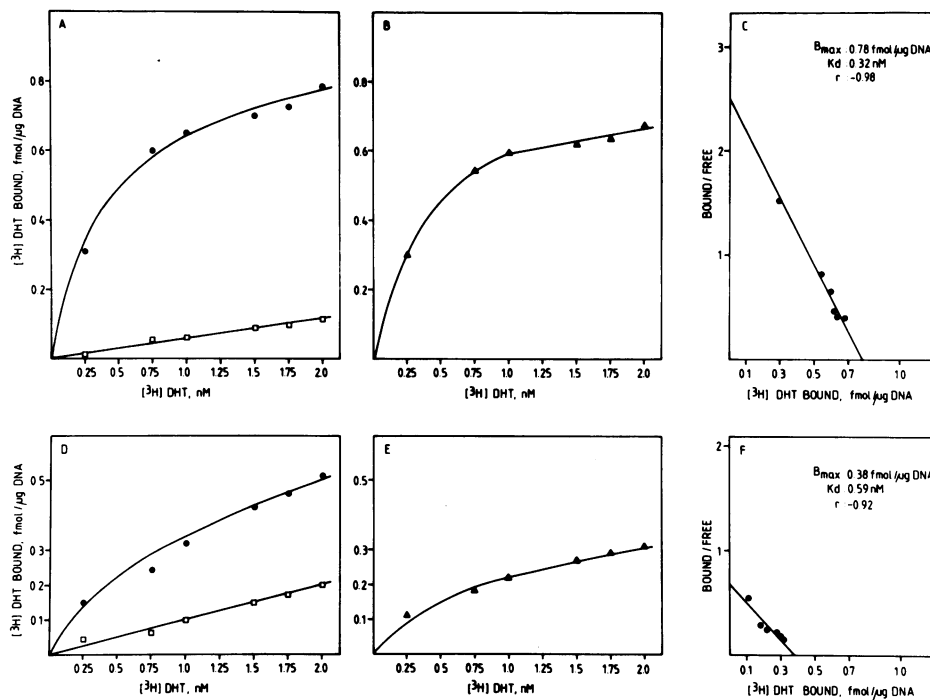 A
[³H] DHT BOUND, fmol/µg DNA
0.8
0.6
0.4
0.2
0.25 0.5 0.75 1.0 1.25 1.5 1.75 2.0
[³H] DHT, nM
B
0.8
0.6
0.4
0.2
0.25 0.5 0.75 1.0 1.25 1.5 1.75 2.0
[³H] DHT, nM
C
Bmax 0.78 fmol/µg DNA
Kd 0.32 nM
r -0.98
BOUND/FREE
3
2
1
0.1 0.3 0.5 0.7 1.0
[³H] DHT BOUND, fmol/µg DNA
D
[³H] DHT BOUND, fmol/µg DNA
0.5
0.3
0.2
0.1
0.25 0.5 0.75 1.0 1.25 1.5 1.75 2.0
[³H] DHT, nM
E
0.5
0.3
0.2
0.1
0.25 0.5 0.75 1.0 1.25 1.5 1.75 2.0
[³H] DHT, nM
F
Bmax 0.38 fmol/µg DNA
Kd 0.59 nM
r -0.92
BOUND/FREE
2
1
0.1 0.3 0.5 0.7 1.0
[³H] DHT BOUND, fmol/µg DNA